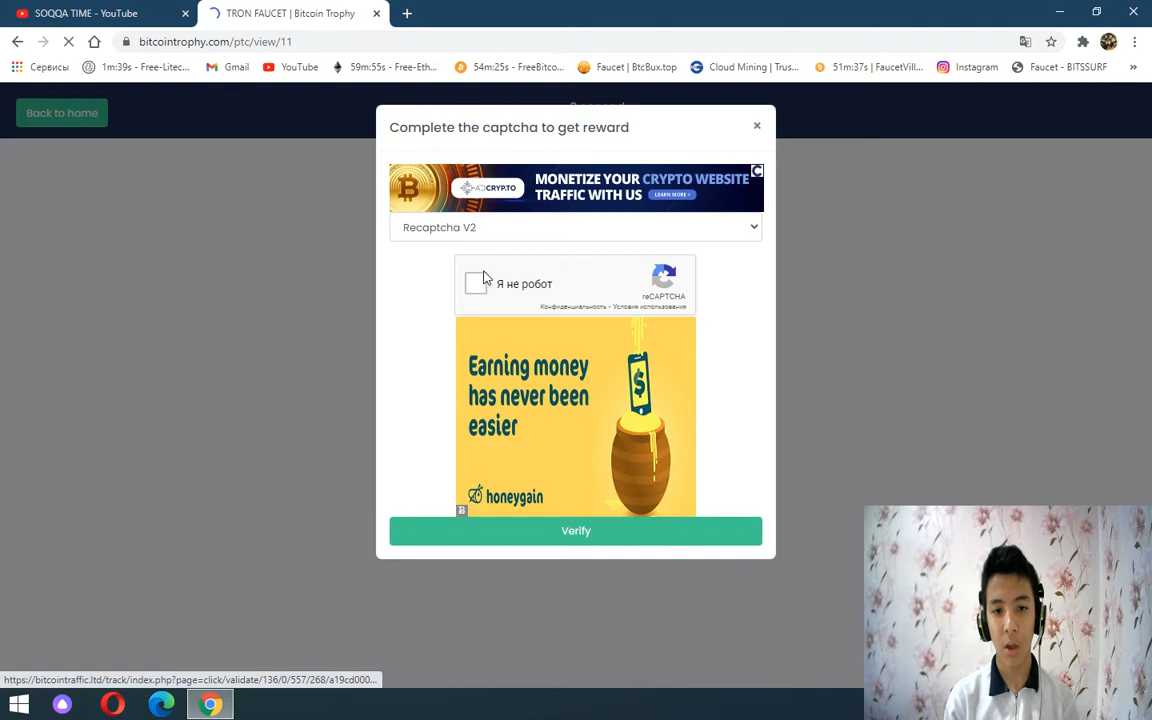 SOQQA TIME - YouTube
TRON FAUCET | Bitcoin Trophy
bitcointrophy.com/ptc/view/11
Сервисы
1m:39s - Free-Litec...
Gmail
YouTube
59m:55s - Free-Eth...
54m:25s - FreeBitco...
Faucet | BtcBux.top
Cloud Mining | Trus...
51m:37s | FaucetVill...
Instagram
Faucet - BITSSURF
Back to home
Complete the captcha to get reward
ADCRYP.TO
MONETIZE YOUR CRYPTO WEBSITE
TRAFFIC WITH US
LEARN MORE
Recaptcha V2
Я не робот
reCAPTCHA
Конфиденциальность - Условия использования
Earning money
has never been
easier
honeygain
Verify
https://bitcointraffic.ltd/track/index.php?page=click/validate/136/0/557/268/a19cd000...